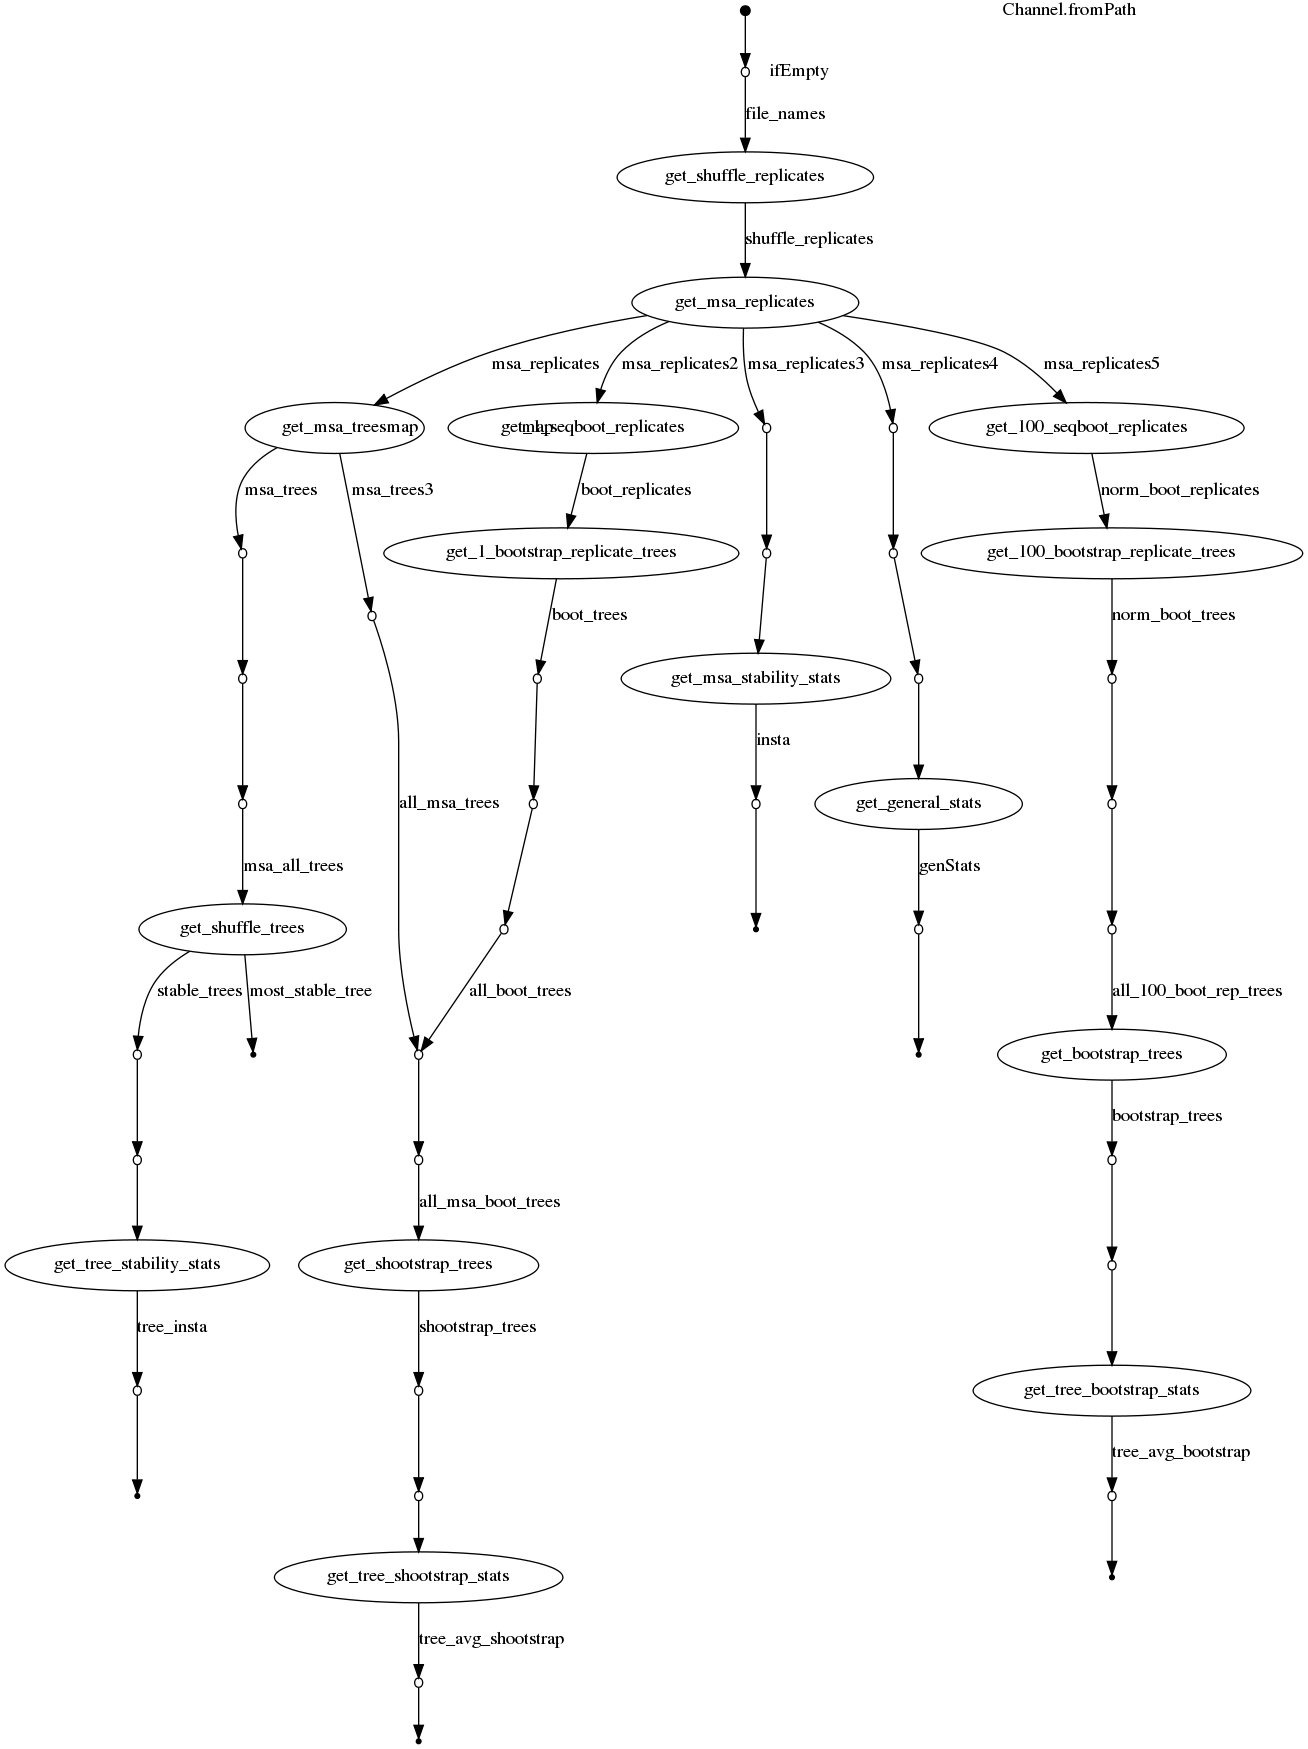 Channel.fromPath
ifEmpty
file_names
get_shuffle_replicates
shuffle_replicates
get_msa_replicates
msa_replicates
msa_replicates2
msa_replicates3
msa_replicates4
msa_replicates5
get_msa_trees
map
map
get_100_seqboot_replicates
msa_trees
msa_trees3
boot_replicates
norm_boot_replicates
get_1_bootstrap_replicate_trees
get_100_bootstrap_replicate_trees
boot_trees
norm_boot_trees
get_msa_stability_stats
insta
all_msa_trees
get_general_stats
msa_all_trees
genStats
get_shuffle_trees
stable_trees
most_stable_tree
all_boot_trees
all_100_boot_rep_trees
get_bootstrap_trees
bootstrap_trees
all_msa_boot_trees
get_tree_stability_stats
get_shootstrap_trees
tree_insta
shootstrap_trees
get_tree_bootstrap_stats
tree_avg_bootstrap
get_tree_shootstrap_stats
tree_avg_shootstrap